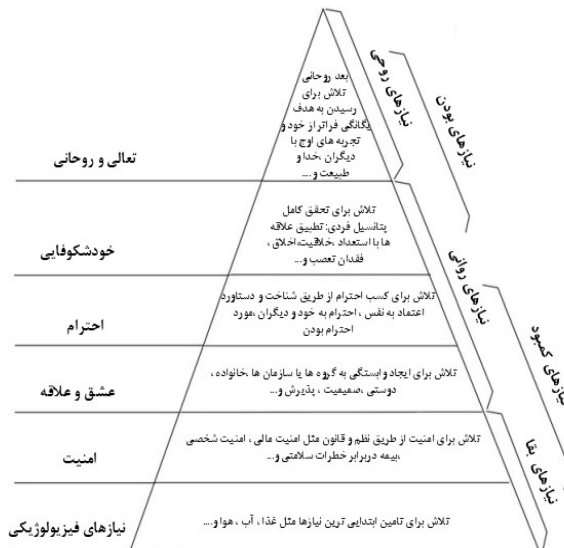 بعد روحانی
تلاش برای
رسیدن به هدف
یگانگی فراتر از خود و
تجربه های اوج با
دیگران ،خدا و
طبیعت و....
تعالی و روحانی
نیازهای روحی
نیازهای بودن
تلاش برای تحقق کامل
پتانسیل فردی: تطبیق علاقه
ها با استعداد ،خلاقیت،اخلاق ،
فقدان تعصب و...
خودشکوفایی
نیازهای روانی
تلاش برای کسب احترام از طریق شناخت و دستاورد
اعتماد به نفس ، احترام به خود و دیگران ،مورد
احترام بودن
احترام
نیازهای کمبود
تلاش برای ایجاد وابستگی به گروه ها یا سازمان ها ،خانواده ،
دوستی ،صمیمیت ، پذیرش و...
عشق و علاقه
تلاش برای امنیت از طریق نظم و قانون مثل امنیت مالی ، امنیت شخصی
،بیمه دربرابر خطرات سلامتی و...
امنیت
نیازهای بقا
تلاش برای تامین ابتدایی ترین نیازها مثل غذا ، آب ، هوا و....
نیازهای فیزیولوژیکی